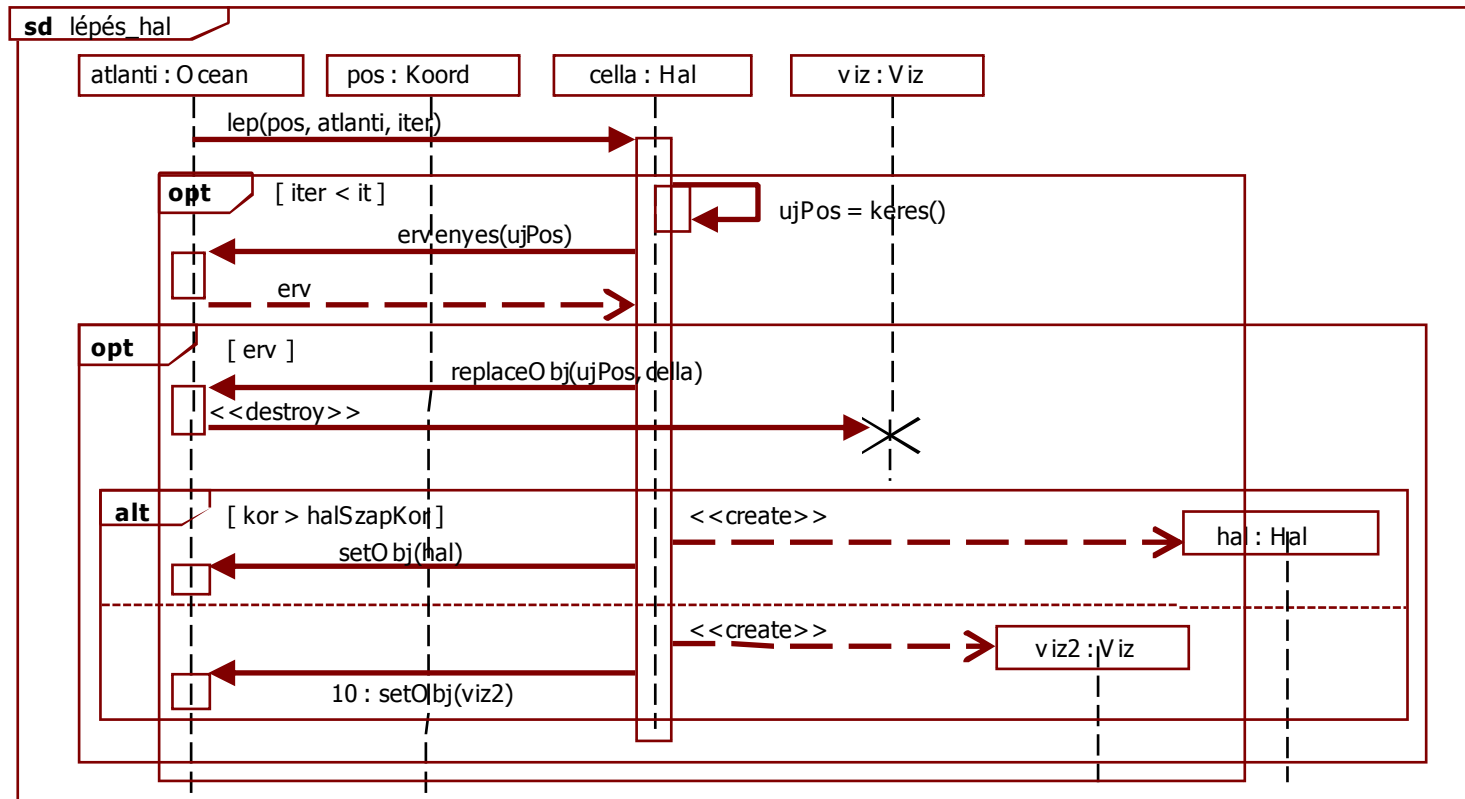 sd lépés_hal
atlanti : Ocean
pos : Koord
cella : Hal
viz : Viz
lep(pos, atlanti, iter)
opt [ iter < it ]
ujPos = keres()
ervenyes(ujPos)
erv
opt [ erv ]
replaceObj(ujPos, cella)
<<destroy>>
alt [ kor > halSzapKor ]
<<create>>
hal : Hal
setObj(hal)
<<create>>
viz2 : Viz
10 : setObj(viz2)